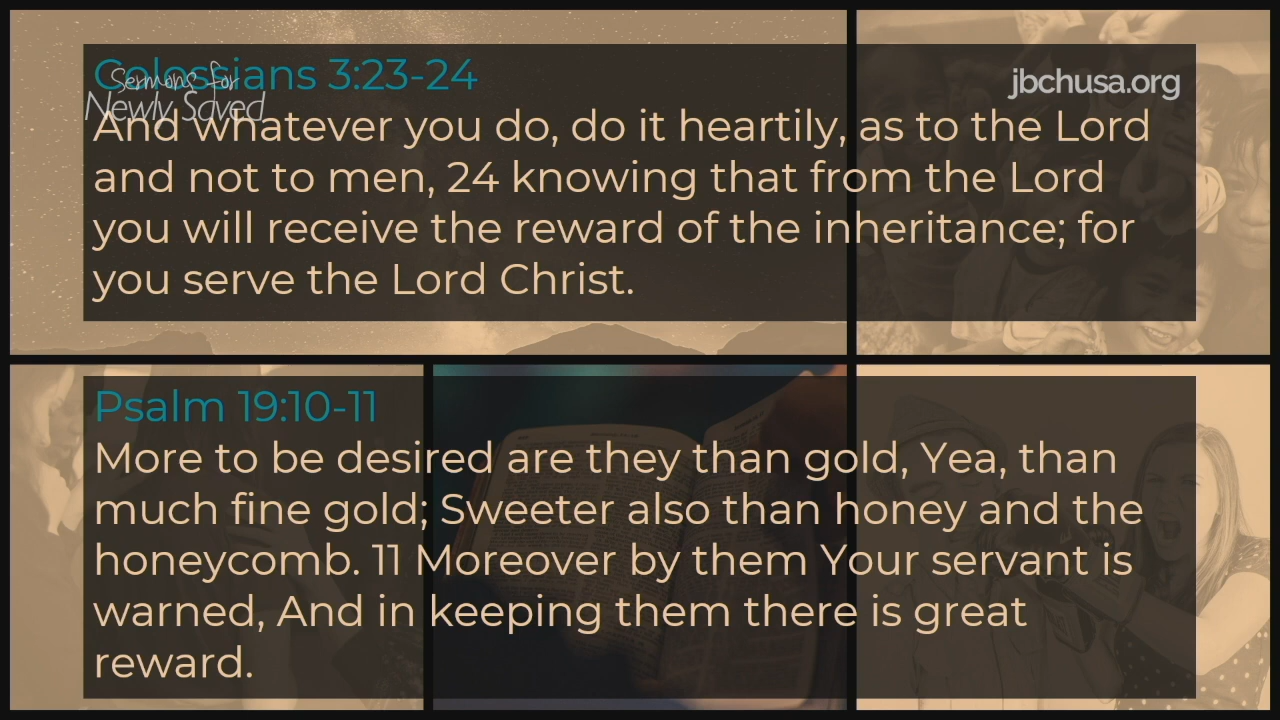 Colossians 3:23-24
Sermons for
Newly Saved
jbchusa.org
And whatever you do, do it heartily, as to the Lord
and not to men, 24 knowing that from the Lord
you will receive the reward of the inheritance; for
you serve the Lord Christ.
Psalm 19:10-11
More to be desired are they than gold, Yea, than
much fine gold; Sweeter also than honey and the
honeycomb. 11 Moreover by them Your servant is
warned, And in keeping them there is great
reward.